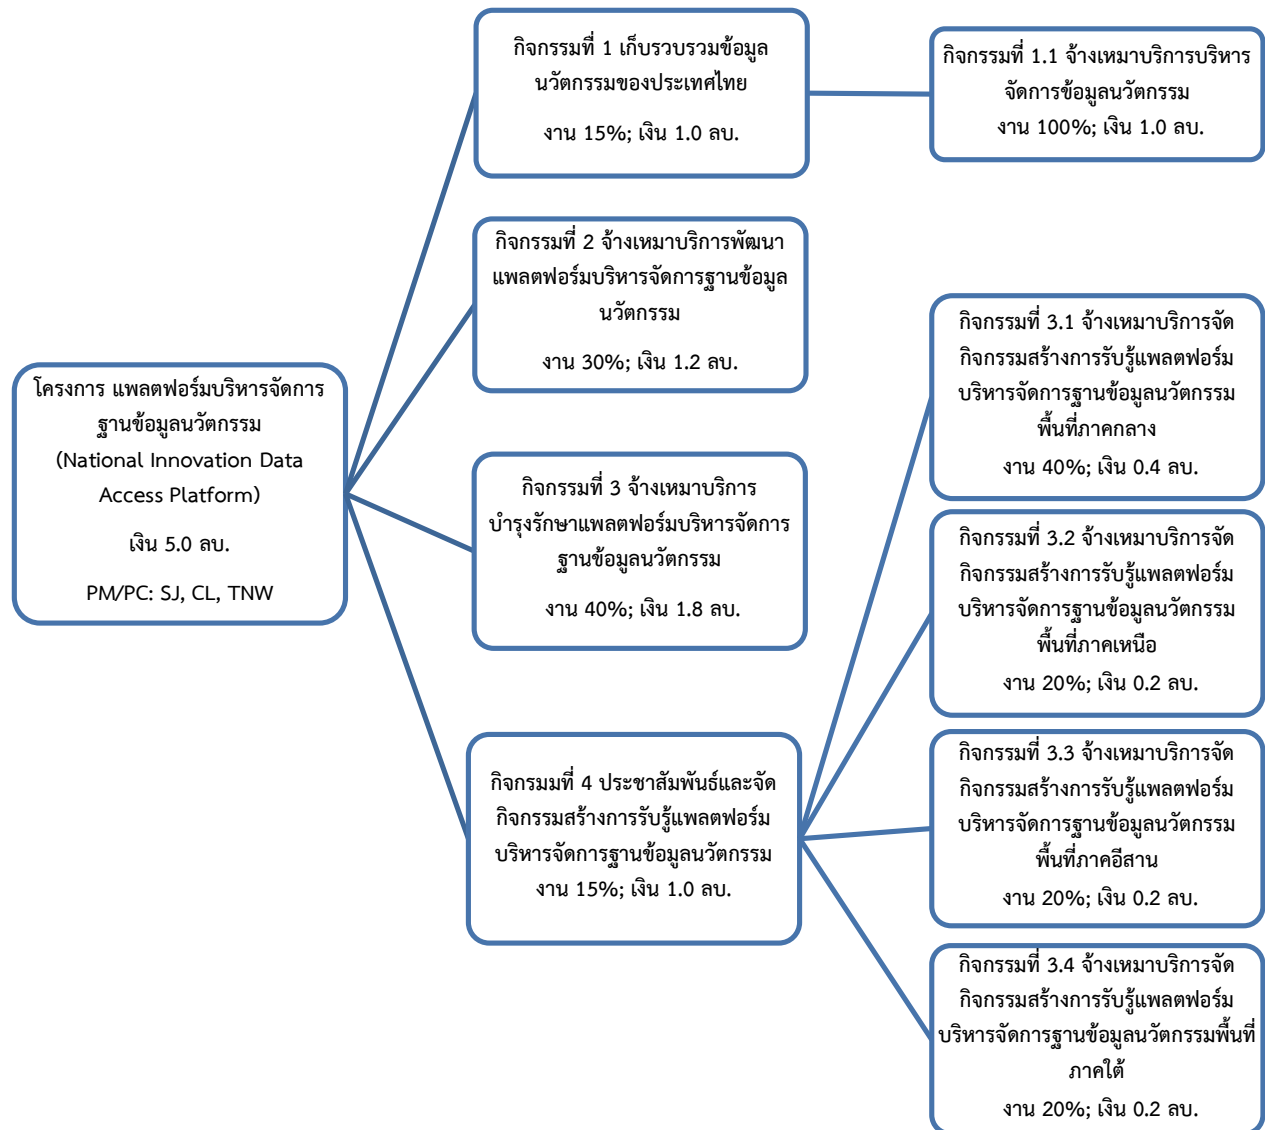 โครงการ แพลตฟอร์มบริหารจัดการ
ฐานข้อมูลนวัตกรรม
(National Innovation Data
Access Platform)
เงิน 5.0 ลบ.
PM/PC: SJ, CL, TNW
กิจกรรมที่ 1 เก็บรวบรวมข้อมูล
นวัตกรรมของประเทศไทย
งาน 15%; เงิน 1.0 ลบ.
กิจกรรมที่ 1.1 จ้างเหมาบริการบริหาร
จัดการข้อมูลนวัตกรรม
งาน 100%; เงิน 1.0 ลบ.
กิจกรรมที่ 2 จ้างเหมาบริการพัฒนา
แพลตฟอร์มบริหารจัดการฐานข้อมูล
นวัตกรรม
งาน 30%; เงิน 1.2 ลบ.
กิจกรรมที่ 3 จ้างเหมาบริการ
บำรุงรักษาแพลตฟอร์มบริหารจัดการ
ฐานข้อมูลนวัตกรรม
งาน 40%; เงิน 1.8 ลบ.
กิจกรมมที่ 4 ประชาสัมพันธ์และจัด
กิจกรรมสร้างการรับรู้แพลตฟอร์ม
บริหารจัดการฐานข้อมูลนวัตกรรม
งาน 15%; เงิน 1.0 ลบ.
กิจกรรมที่ 3.1 จ้างเหมาบริการจัด
กิจกรรมสร้างการรับรู้แพลตฟอร์ม
บริหารจัดการฐานข้อมูลนวัตกรรม
พื้นที่ภาคกลาง
งาน 40%; เงิน 0.4 ลบ.
กิจกรรมที่ 3.2 จ้างเหมาบริการจัด
กิจกรรมสร้างการรับรู้แพลตฟอร์ม
บริหารจัดการฐานข้อมูลนวัตกรรม
พื้นที่ภาคเหนือ
งาน 20%; เงิน 0.2 ลบ.
กิจกรรมที่ 3.3 จ้างเหมาบริการจัด
กิจกรรมสร้างการรับรู้แพลตฟอร์ม
บริหารจัดการฐานข้อมูลนวัตกรรม
พื้นที่ภาคอีสาน
งาน 20%; เงิน 0.2 ลบ.
กิจกรรมที่ 3.4 จ้างเหมาบริการจัด
กิจกรรมสร้างการรับรู้แพลตฟอร์ม
บริหารจัดการฐานข้อมูลนวัตกรรมพื้นที่
ภาคใต้
งาน 20%; เงิน 0.2 ลบ.